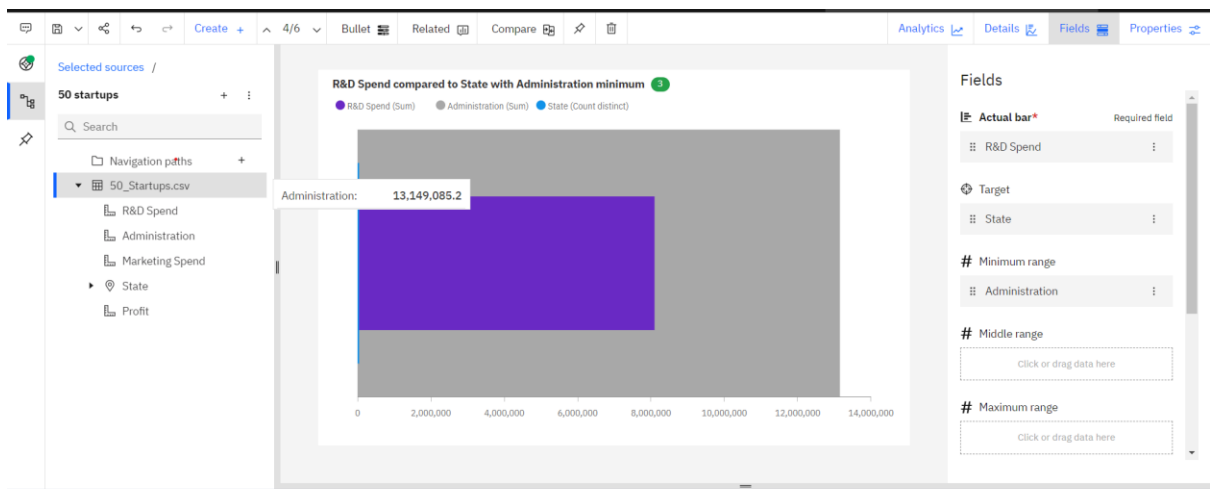 Create + 4/6 Bullet Related Compare Analytics Details Fields Properties
Selected sources /
50 startups + ⋮
Search
Navigation paths +
50_Startups.csv
R&D Spend
Administration
Marketing Spend
State
Profit
R&D Spend compared to State with Administration minimum 3
R&D Spend (Sum) Administration (Sum) State (Count distinct)
Administration: 13,149,085.2
0 2,000,000 4,000,000 6,000,000 8,000,000 10,000,000 12,000,000 14,000,000
Fields
Actual bar* Required field
R&D Spend
Target
State
# Minimum range
Administration
# Middle range
Click or drag data here
# Maximum range
Click or drag data here